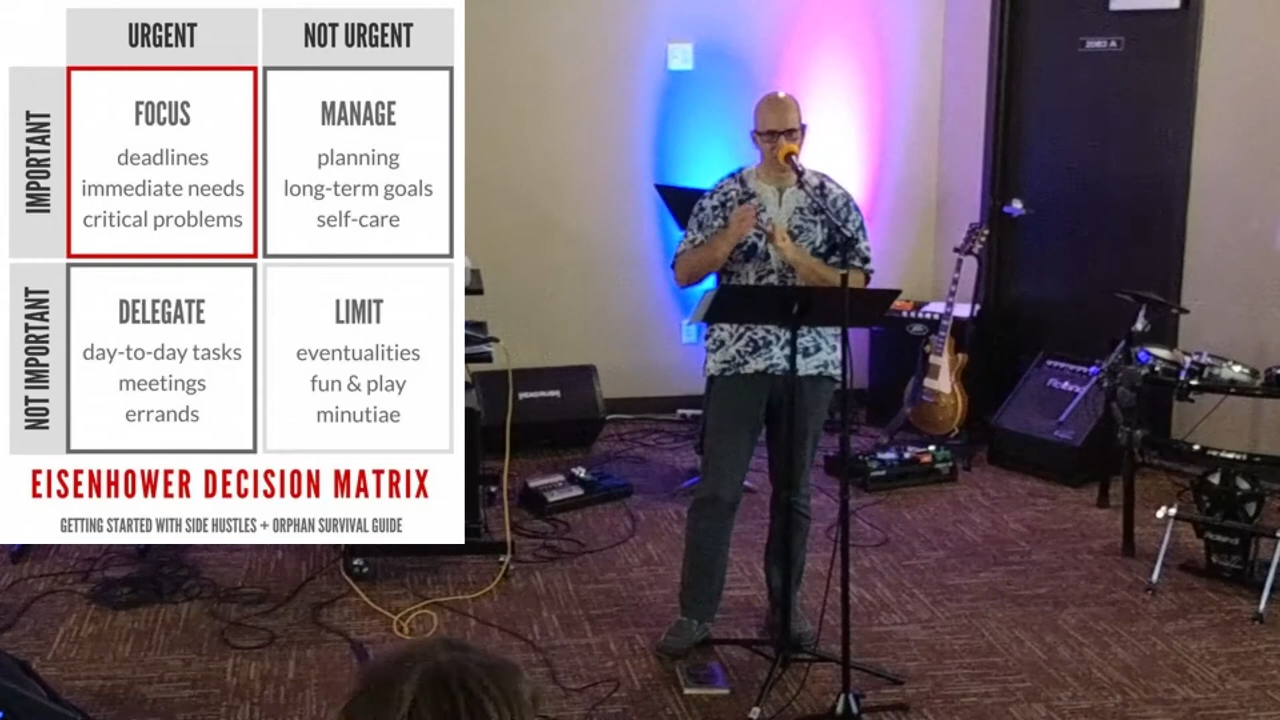 URGENT
NOT URGENT
IMPORTANT
FOCUS
deadlines
immediate needs
critical problems
MANAGE
planning
long-term goals
self-care
NOT IMPORTANT
DELEGATE
day-to-day tasks
meetings
errands
LIMIT
eventualities
fun & play
minutiae
EISENHOWER DECISION MATRIX
GETTING STARTED WITH SIDE HUSTLES + ORPHAN SURVIVAL GUIDE
Roland
Roland